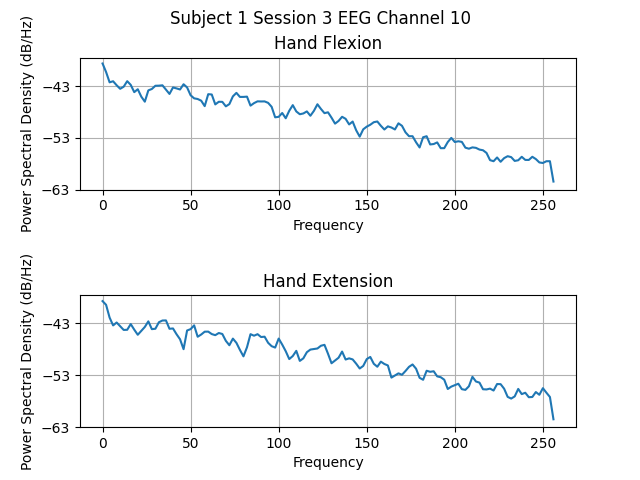 Subject 1 Session 3 EEG Channel 10
Hand Flexion
Power Spectral Density (dB/Hz)
−43
−53
−63
0 50 100 150 200 250
Frequency
Hand Extension
Power Spectral Density (dB/Hz)
−43
−53
−63
0 50 100 150 200 250
Frequency